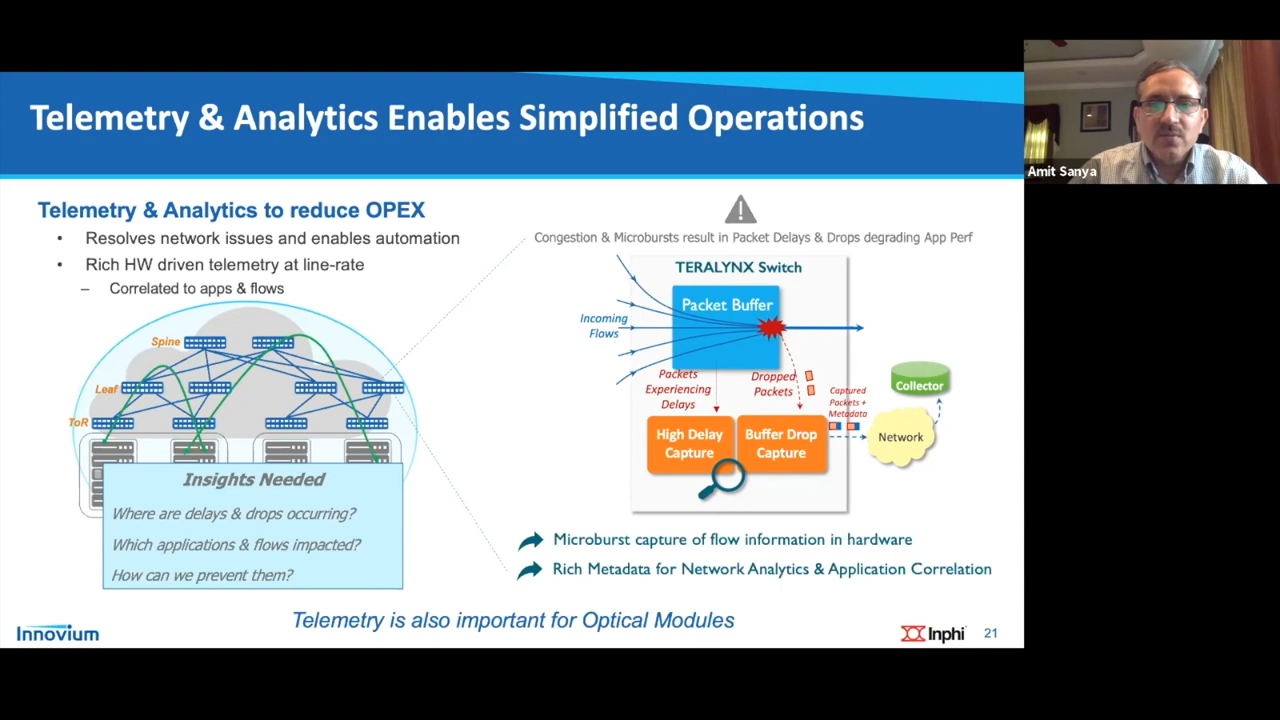 Telemetry & Analytics Enables Simplified Operations
Amit Sanya
Telemetry & Analytics to reduce OPEX
• Resolves network issues and enables automation
• Rich HW driven telemetry at line-rate
– Correlated to apps & flows
Spine
Leaf
ToR
Insights Needed
Where are delays & drops occurring?
Which applications & flows impacted?
How can we prevent them?
Congestion & Microbursts result in Packet Delays & Drops degrading App Perf
TERALYNX Switch
Packet Buffer
Incoming
Flows
Packets
Experiencing
Delays
Dropped
Packets
Captured
Packets +
Metadata
Collector
High Delay
Capture
Buffer Drop
Capture
Network
Microburst capture of flow information in hardware
Rich Metadata for Network Analytics & Application Correlation
Telemetry is also important for Optical Modules
Innovium
Inphi
21